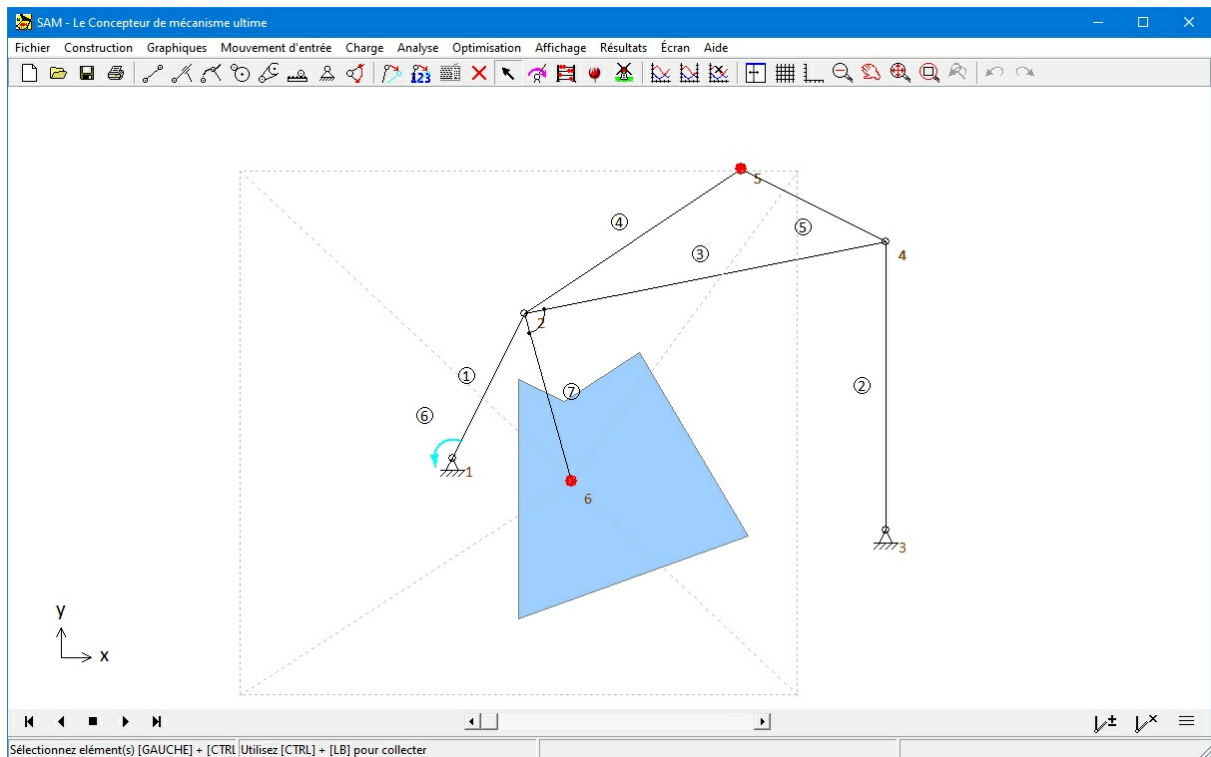 SAM - Le Concepteur de mécanisme ultime
Fichier Construction Graphiques Mouvement d'entrée Charge Analyse Optimisation Affichage Résultats Écran Aide
123
5
④
⑤
③
4
2
①
⑦
②
⑥
1
6
3
y
x
Sélectionnez elément(s) [GAUCHE] + [CTRL Utilisez [CTRL] + [LB] pour collecter